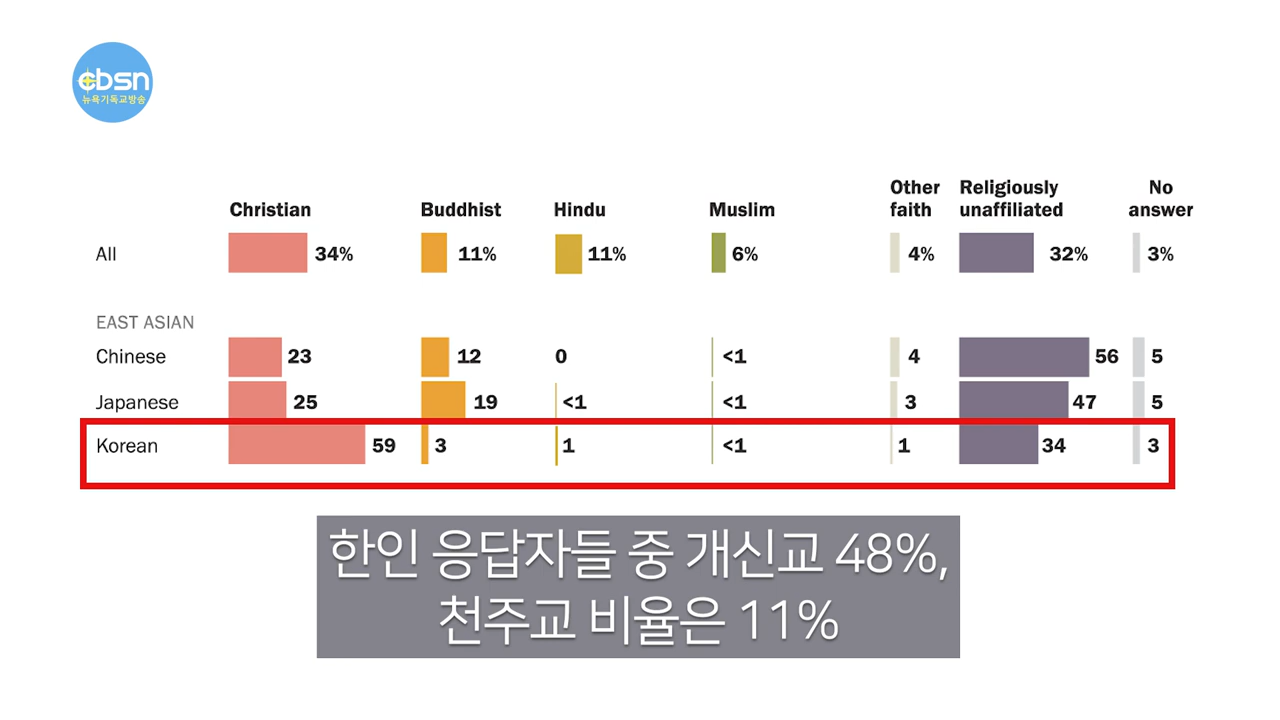 cbsn
뉴욕기독교방송
Christian Buddhist Hindu Muslim Other faith Religiously unaffiliated No answer
All 34% 11% 11% 6% 4% 32% 3%
EAST ASIAN
Chinese 23 12 0 <1 4 56 5
Japanese 25 19 <1 <1 3 47 5
Korean 59 3 1 <1 1 34 3
한인 응답자들 중 개신교 48%,
천주교 비율은 11%